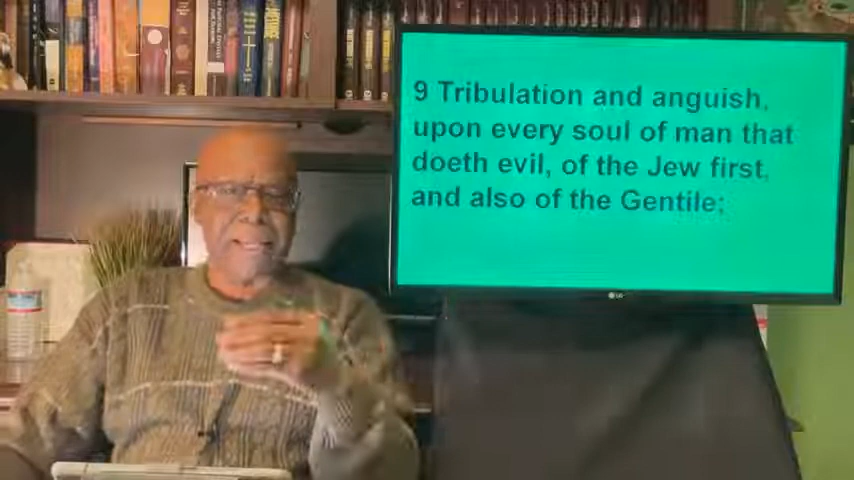 9 Tribulation and anguish,
upon every soul of man that
doeth evil, of the Jew first,
and also of the Gentile;
LG